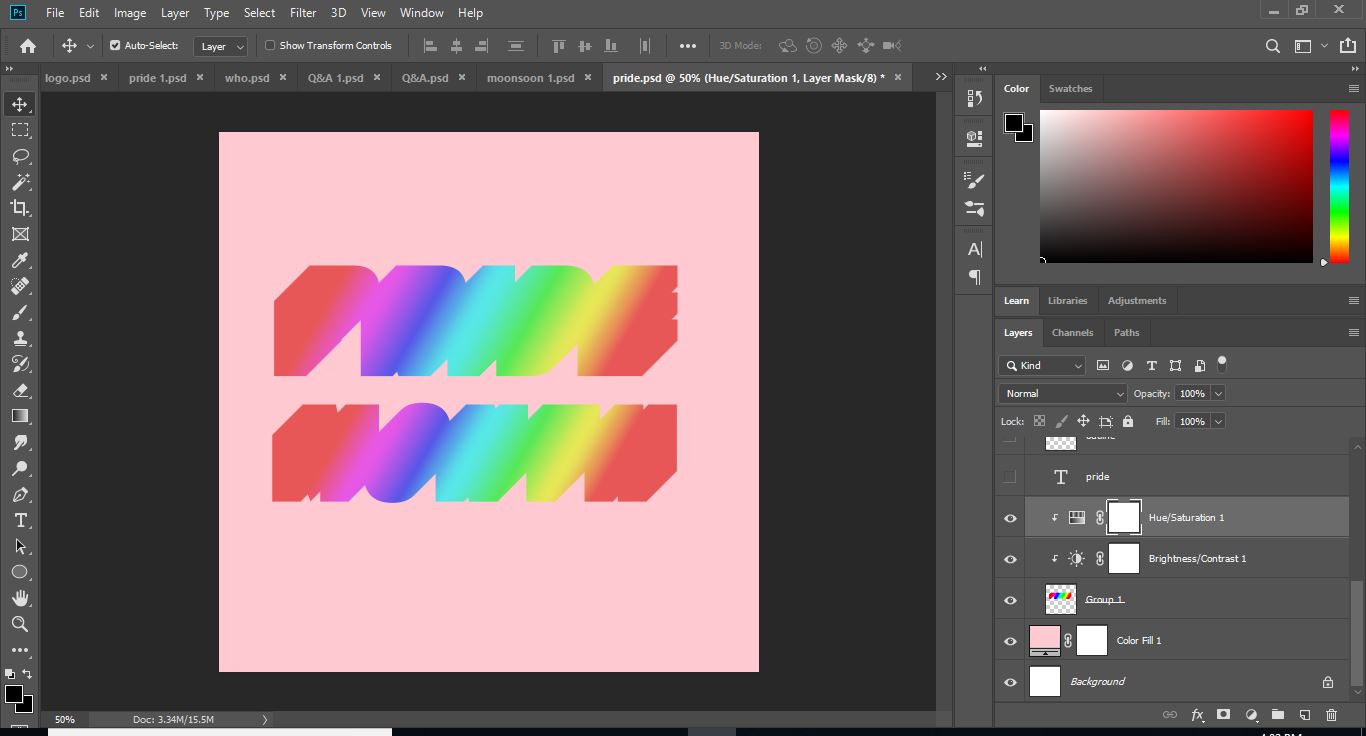 Ps File Edit Image Layer Type Select Filter 3D View Window Help
Auto-Select: Layer Show Transform Controls 3D Mode:
logo.psd pride 1.psd who.psd Q&A 1.psd Q&A.psd moonsoon 1.psd pride.psd @ 50% (Hue/Saturation 1, Layer Mask/8) *
Color Swatches
Learn Libraries Adjustments
Layers Channels Paths
Kind
Normal Opacity: 100%
Lock: Fill: 100%
pride
Hue/Saturation 1
Brightness/Contrast 1
Group 1
Color Fill 1
Background
50% Doc: 3.34M/15.5M